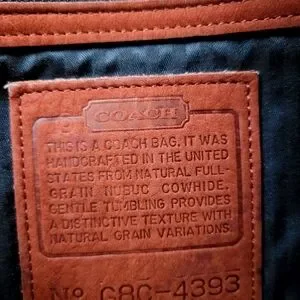 COACH
THIS IS A COACH BAG. IT WAS
HANDCRAFTED IN THE UNITED
STATES FROM NATURAL FULL-
GRAIN NUBUC COWHIDE.
GENTLE TUMBLING PROVIDES
A DISTINCTIVE TEXTURE WITH
NATURAL GRAIN VARIATIONS.
No G8C-4393